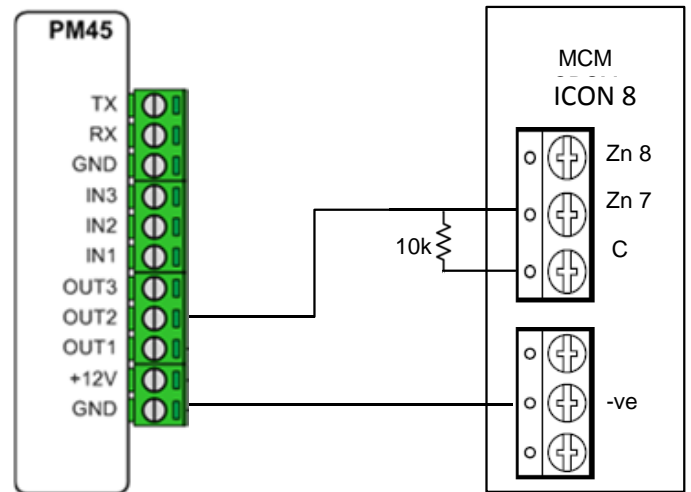 PM45
TX
RX
GND
IN3
IN2
IN1
OUT3
OUT2
OUT1
+12V
GND
10k
MCM
ICON 8
Zn 8
Zn 7
C
-ve